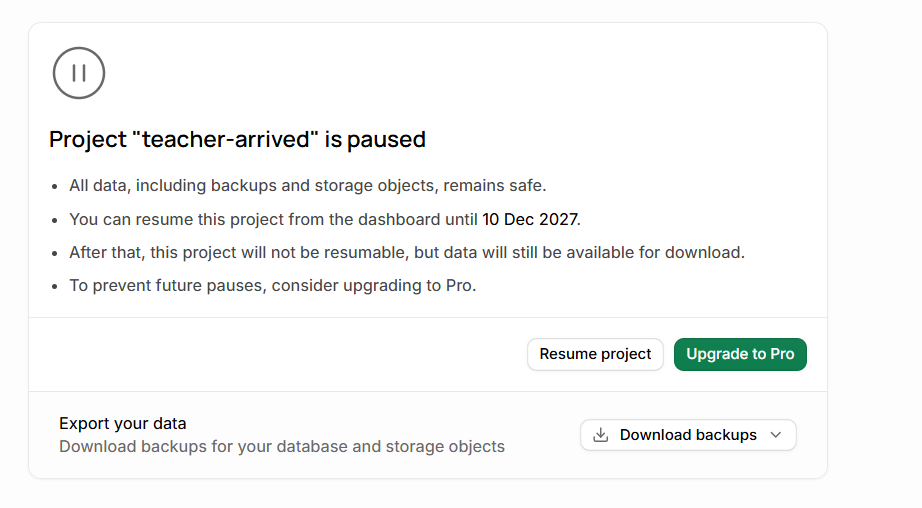 Project "teacher-arrived" is paused
All data, including backups and storage objects, remains safe.
You can resume this project from the dashboard until 10 Dec 2027.
After that, this project will not be resumable, but data will still be available for download.
To prevent future pauses, consider upgrading to Pro.
Resume project
Upgrade to Pro
Export your data
Download backups for your database and storage objects
Download backups